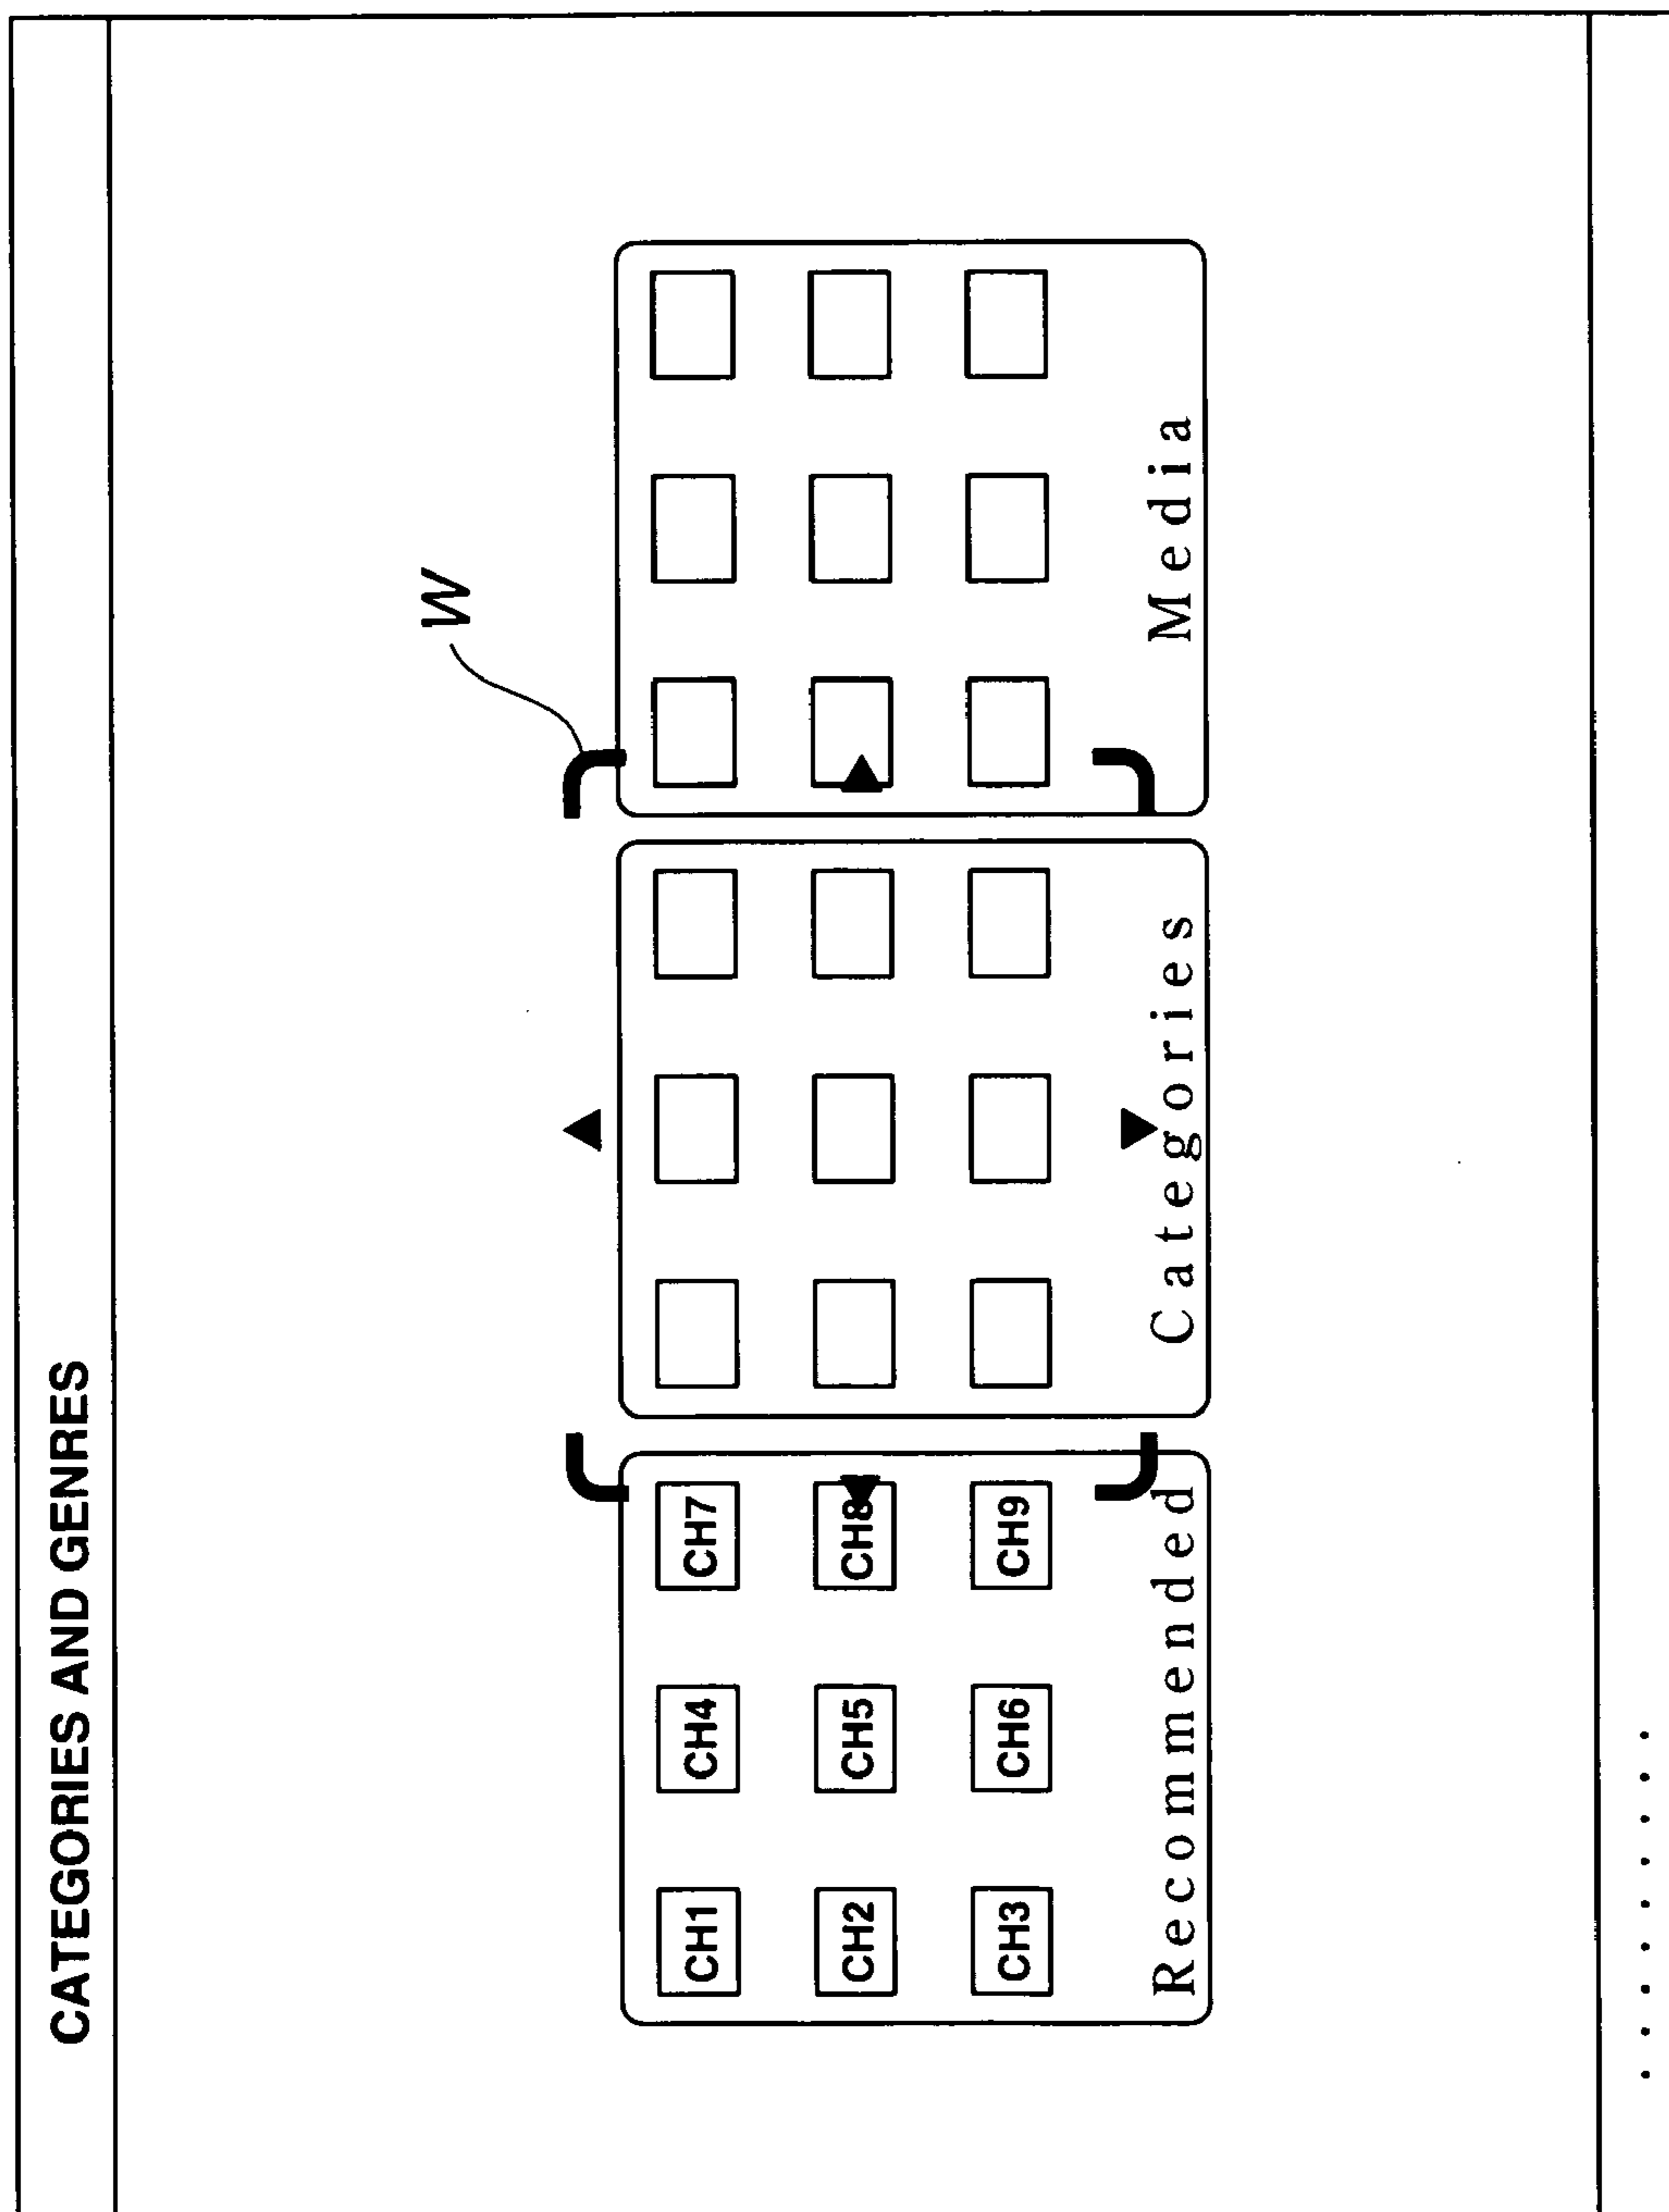 CATEGORIES AND GENRES
W
CH1 CH4 CH7
CH2 CH5 CH8
CH3 CH6 CH9
Recommended Categories Media
. . . . . . . . .